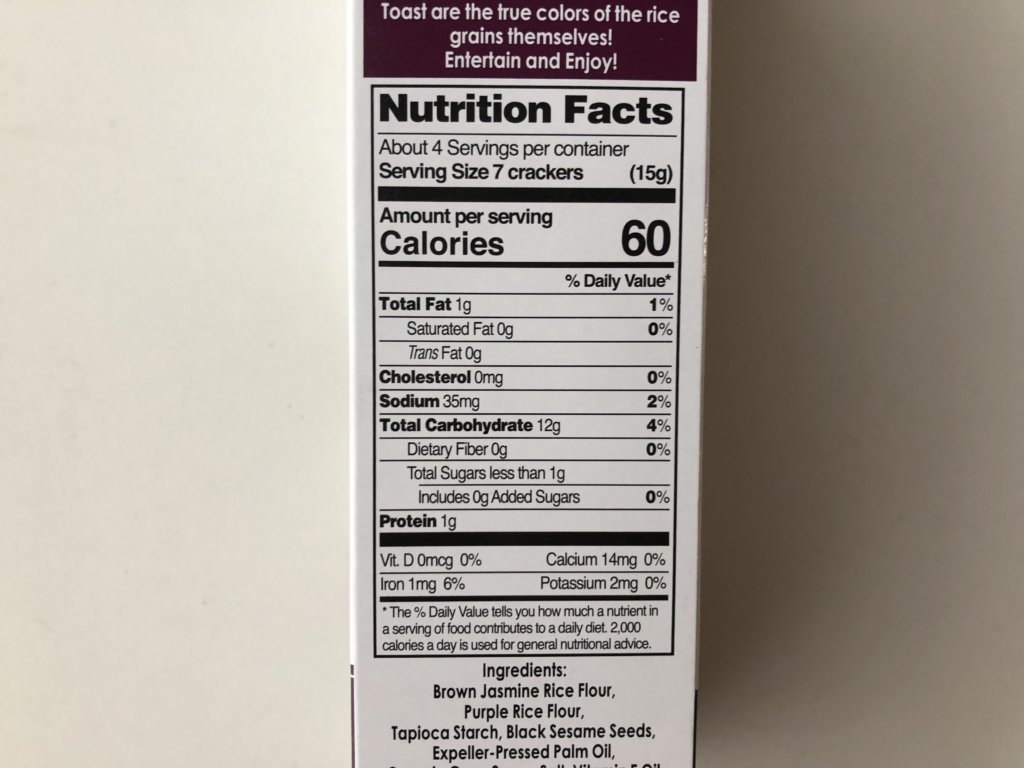 Toast are the true colors of the rice
grains themselves!
Entertain and Enjoy!
Nutrition Facts
About 4 Servings per container
Serving Size 7 crackers (15g)
Amount per serving
Calories 60
% Daily Value*
Total Fat 1g 1%
Saturated Fat 0g 0%
Trans Fat 0g
Cholesterol 0mg 0%
Sodium 35mg 2%
Total Carbohydrate 12g 4%
Dietary Fiber 0g 0%
Total Sugars less than 1g
Includes 0g Added Sugars 0%
Protein 1g
Vit. D 0mcg 0% Calcium 14mg 0%
Iron 1mg 6% Potassium 2mg 0%
* The % Daily Value tells you how much a nutrient in
a serving of food contributes to a daily diet. 2,000
calories a day is used for general nutritional advice.
Ingredients:
Brown Jasmine Rice Flour,
Purple Rice Flour,
Tapioca Starch, Black Sesame Seeds,
Expeller-Pressed Palm Oil,